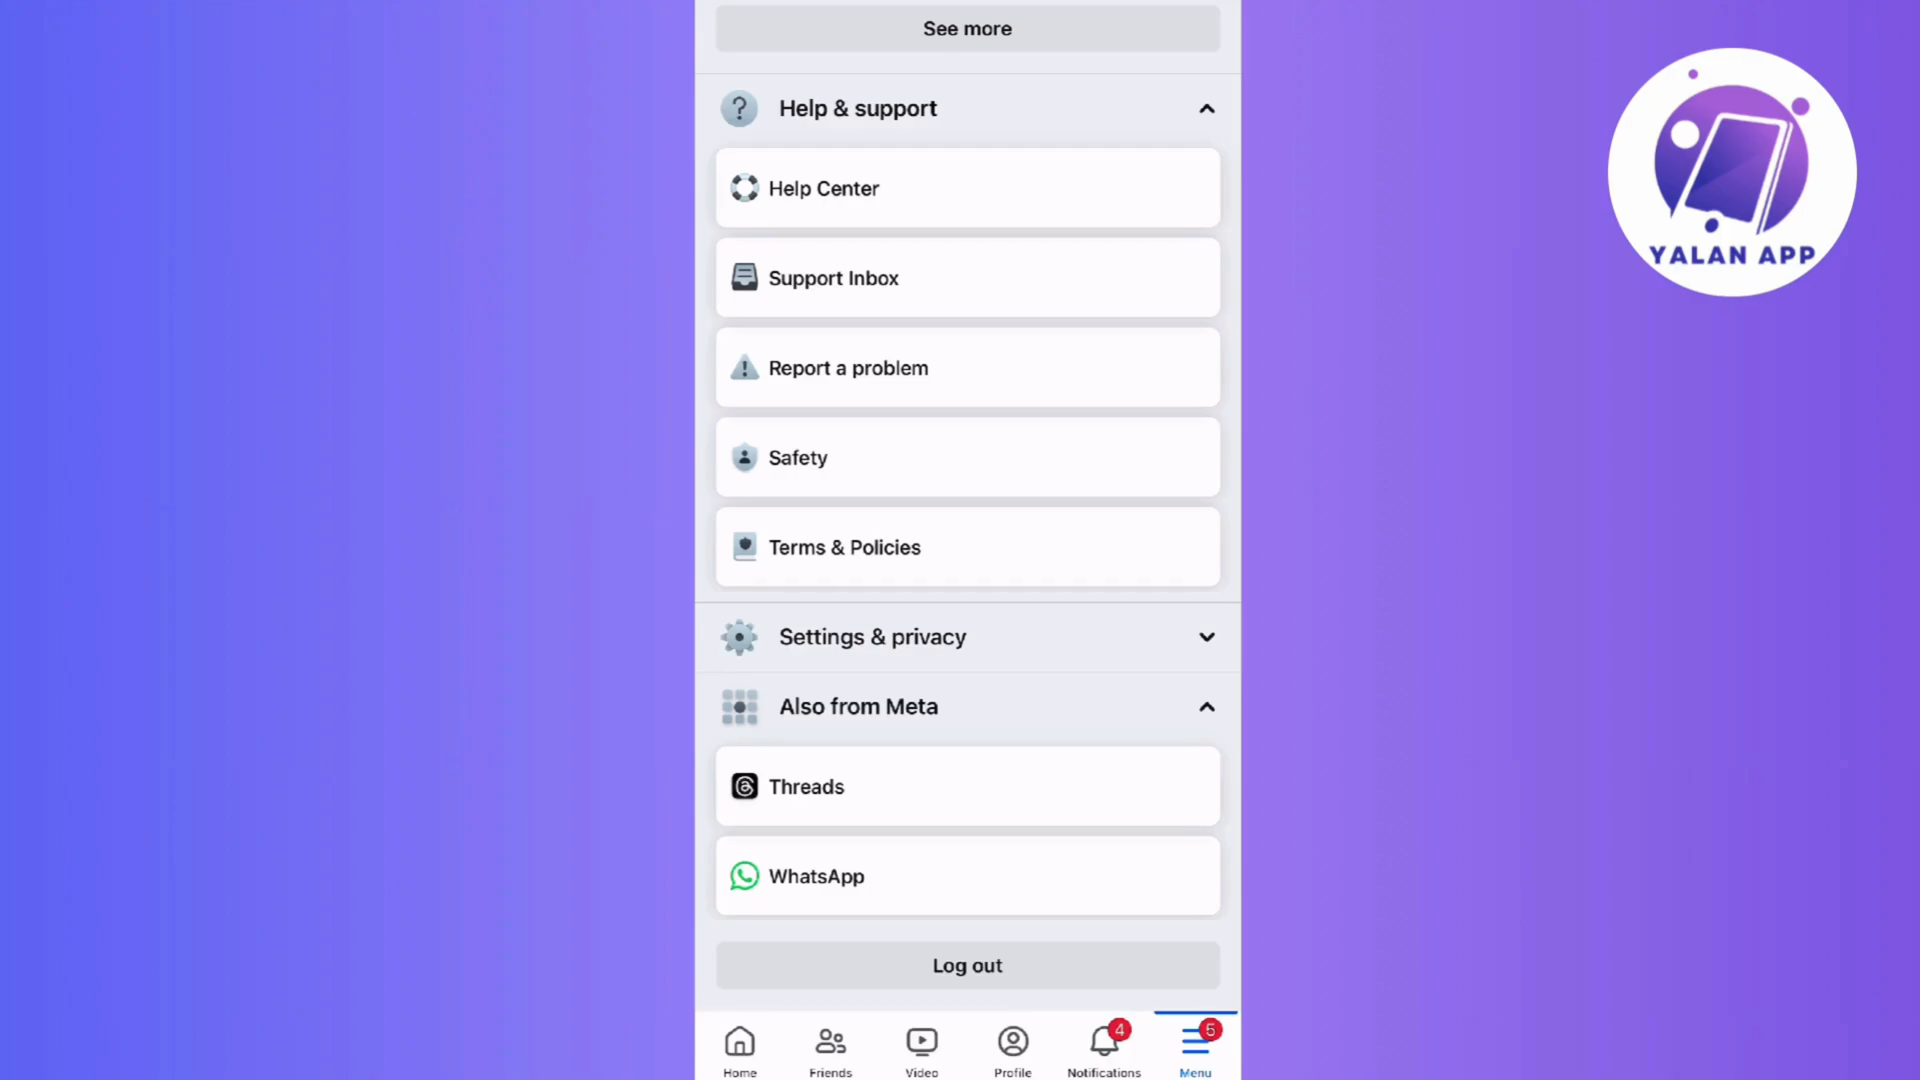 See more
Help & support
Help Center
Support Inbox
Report a problem
Safety
Terms & Policies
Settings & privacy
Also from Meta
Threads
WhatsApp
Log out
Home
Friends
Video
Profile
4
Notifications
5
Menu
YALAN APP